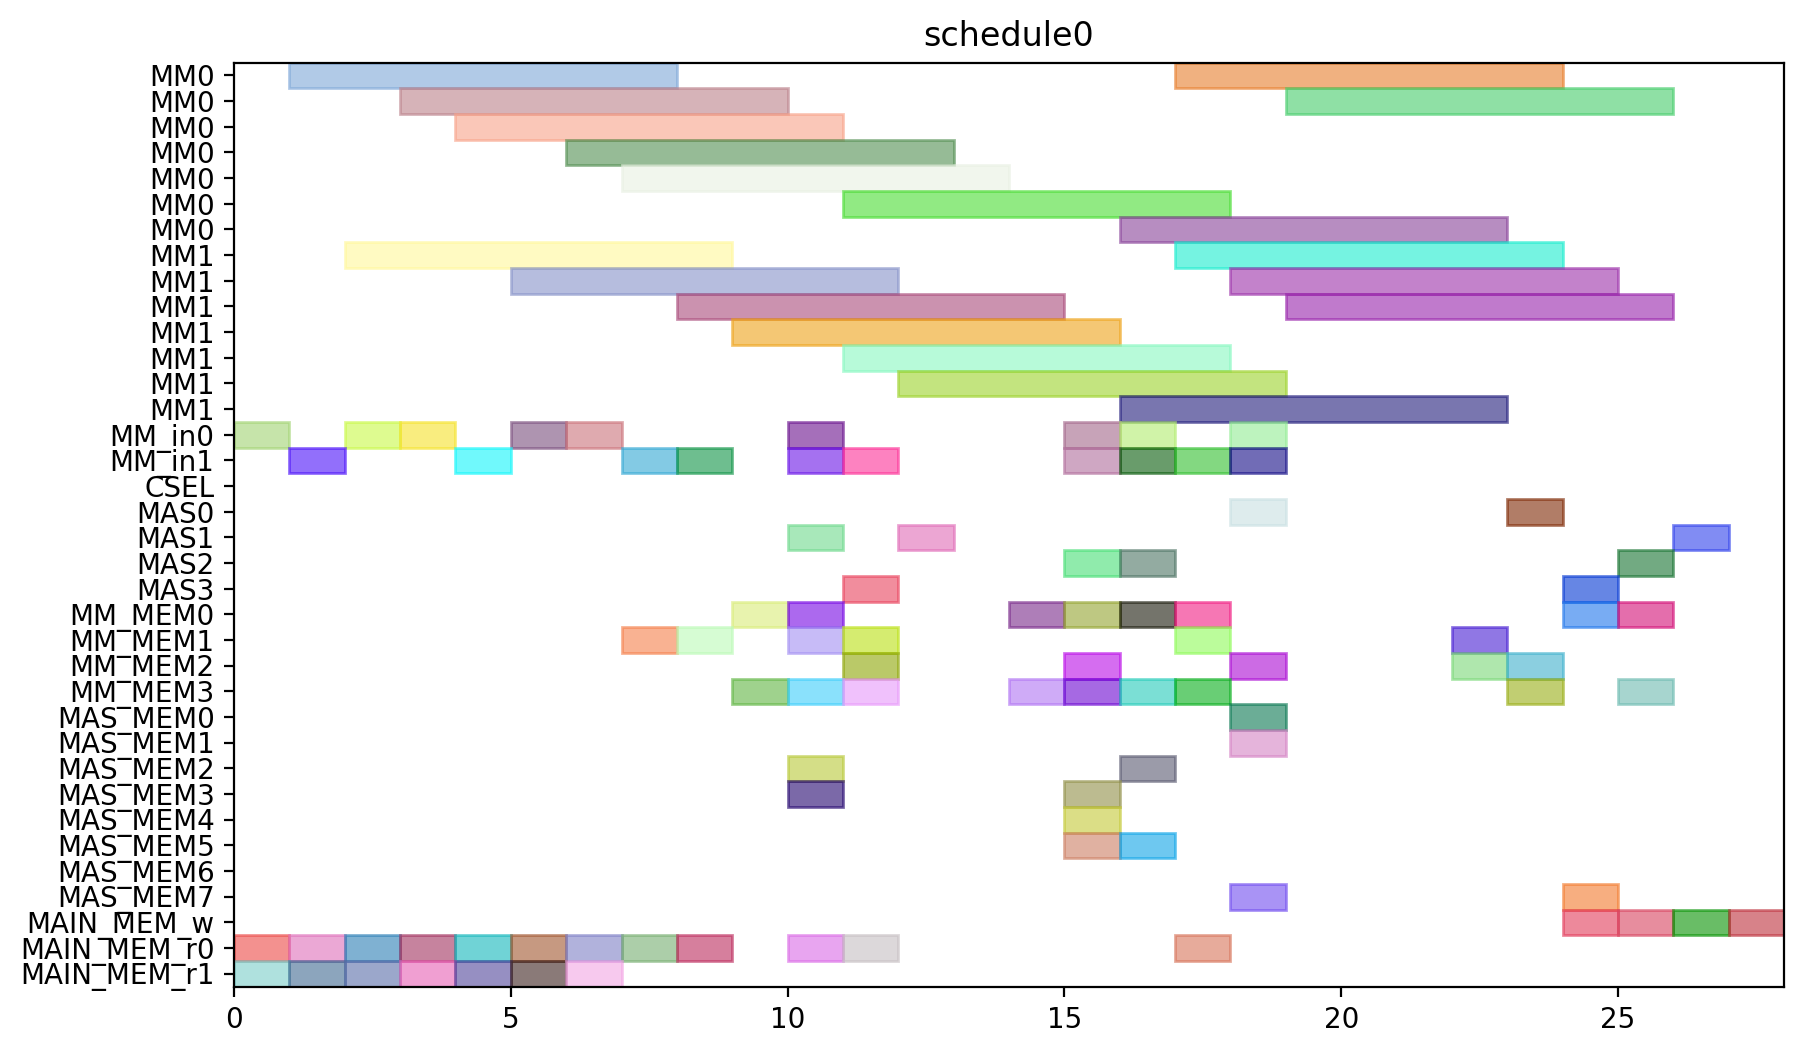 schedule0
MM0
MM0
MM0
MM0
MM0
MM0
MM0
MM1
MM1
MM1
MM1
MM1
MM1
MM1
MM_in0
MM_in1
CSEL
MAS0
MAS1
MAS2
MAS3
MM_MEM0
MM_MEM1
MM_MEM2
MM_MEM3
MAS_MEM0
MAS_MEM1
MAS_MEM2
MAS_MEM3
MAS_MEM4
MAS_MEM5
MAS_MEM6
MAS_MEM7
MAIN_MEM_w
MAIN_MEM_r0
MAIN_MEM_r1
0 5 10 15 20 25